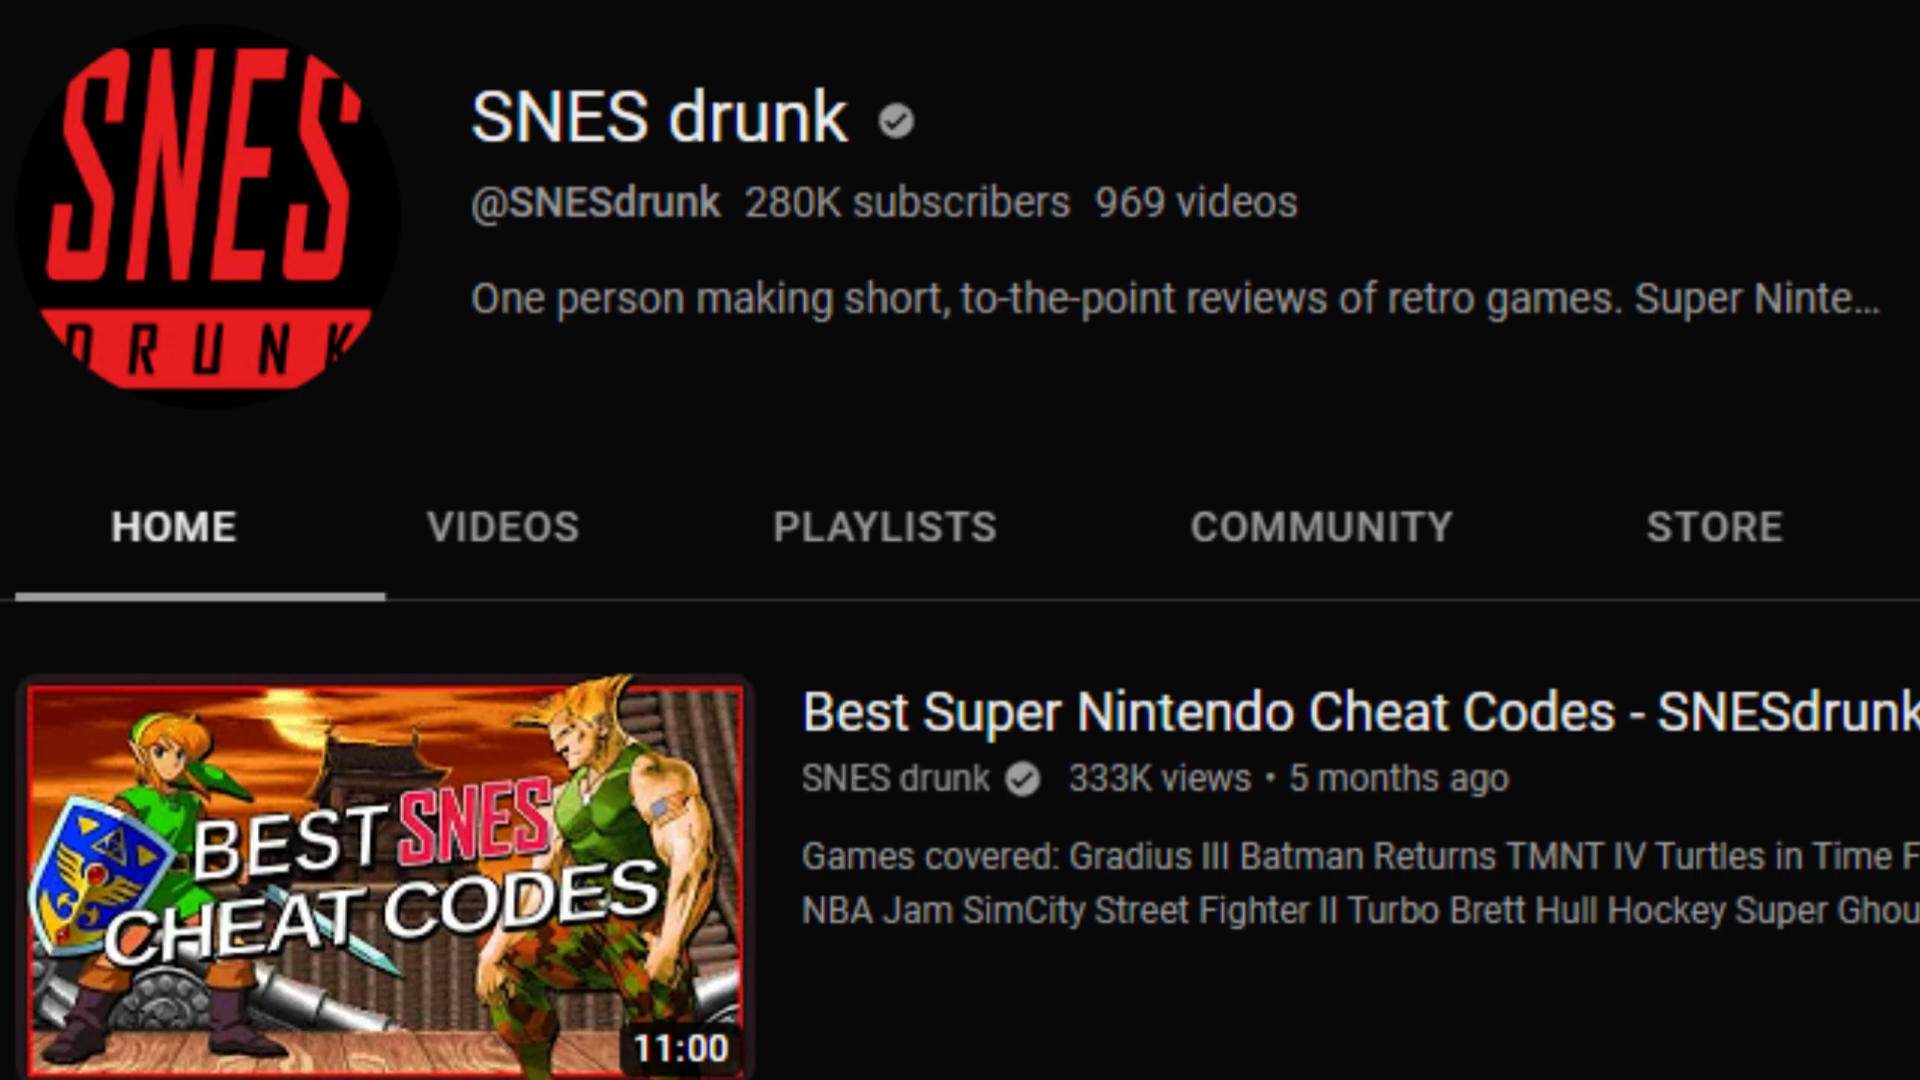 SNES
DRUNK
SNES drunk
@SNESdrunk 280K subscribers 969 videos
One person making short, to-the-point reviews of retro games. Super Ninte...
HOME VIDEOS PLAYLISTS COMMUNITY STORE
BEST SNES
CHEAT CODES
11:00
Best Super Nintendo Cheat Codes - SNESdrunk
SNES drunk 333K views • 5 months ago
Games covered: Gradius III Batman Returns TMNT IV Turtles in Time F
NBA Jam SimCity Street Fighter II Turbo Brett Hull Hockey Super Ghou